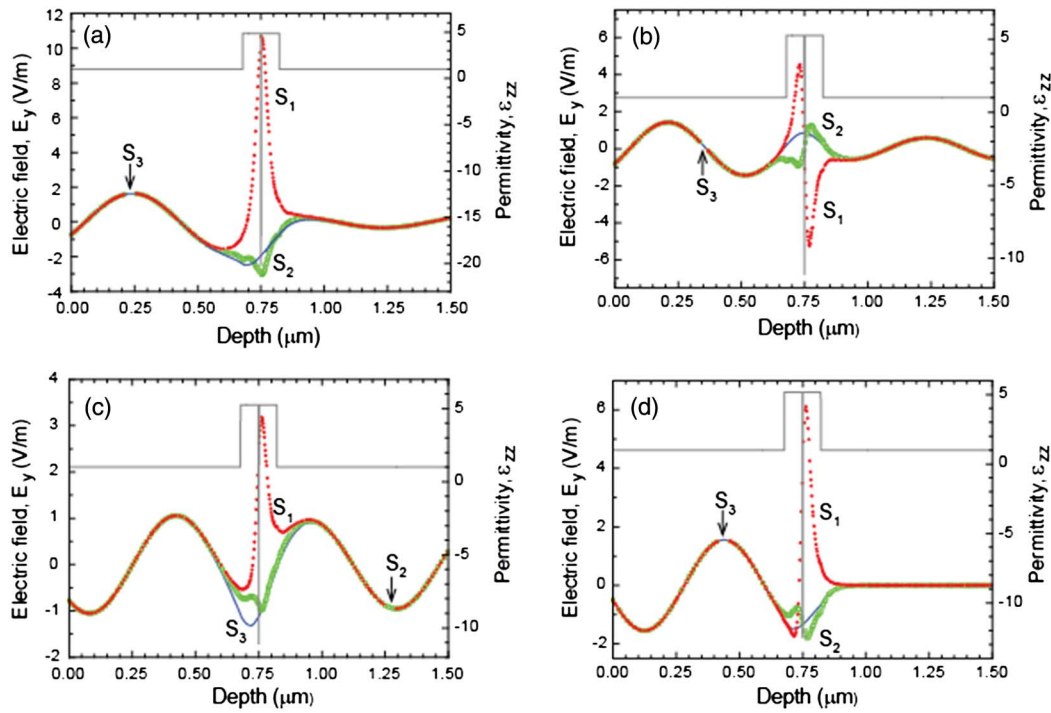 (a)
12
10
8
6
4
2
0
-2
-4
5
0
-5
-10
-15
-20
S1
S2
S3
0.00 0.25 0.50 0.75 1.00 1.25 1.50
Depth (μm)
Electric field, Ey (V/m)
Permittivity, εzz
(b)
6
4
2
0
-2
-4
-6
5
0
-5
-10
S2
S3
S1
0.00 0.25 0.50 0.75 1.00 1.25 1.50
Depth (μm)
Electric field, Ey (V/m)
Permittivity, εzz
(c)
4
3
2
1
0
-1
-2
5
0
-5
-10
S1
S2
S3
0.00 0.25 0.50 0.75 1.00 1.25 1.50
Depth (μm)
Electric field, Ey (V/m)
Permittivity, εzz
(d)
6
4
2
0
-2
5
0
-5
-10
S1
S3
S2
0.00 0.25 0.50 0.75 1.00 1.25 1.50
Depth (μm)
Electric field, Ey (V/m)
Permittivity, εzz